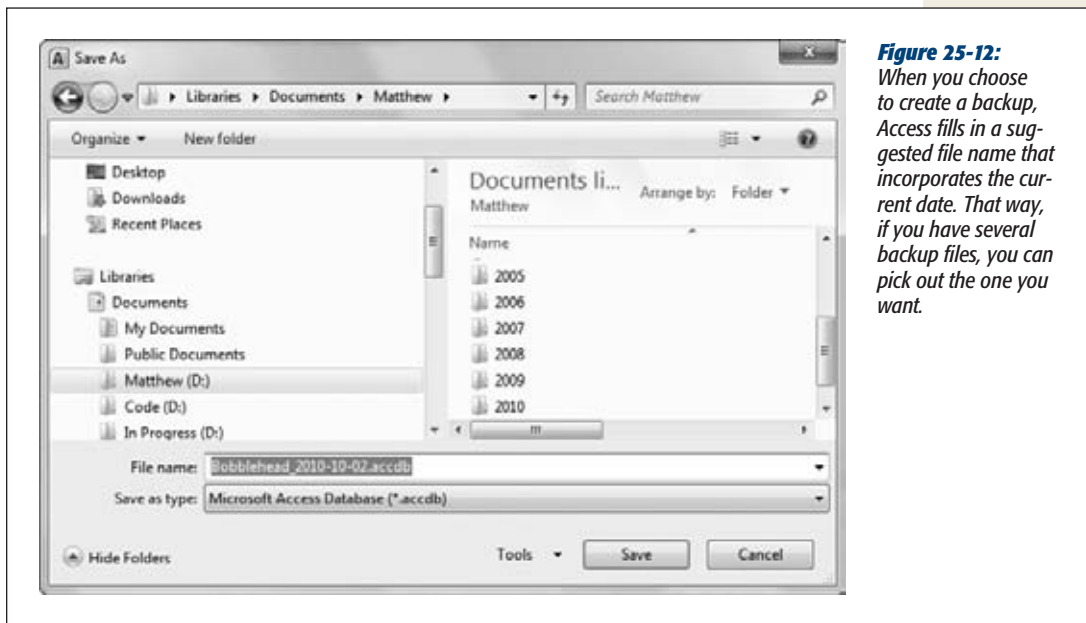 Save As
Libraries ▸ Documents ▸ Matthew ▸
Search Matthew
Organize
New folder
Desktop
Downloads
Recent Places
Libraries
Documents
My Documents
Public Documents
Matthew (D:)
Code (D:)
In Progress (D:)
Documents li...
Matthew
Arrange by: Folder
Name
2005
2006
2007
2008
2009
2010
File name: Bobblehead_2010-10-02.accdb
Save as type: Microsoft Access Database (*.accdb)
Hide Folders
Tools
Save
Cancel
Figure 25-12:
When you choose
to create a backup,
Access fills in a sug-
gested file name that
incorporates the cur-
rent date. That way,
if you have several
backup files, you can
pick out the one you
want.